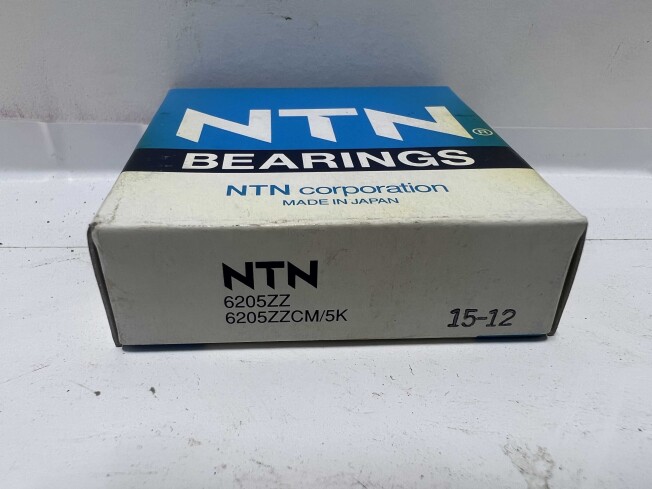 NTN®
BEARINGS
NTN corporation
MADE IN JAPAN
NTN
6205ZZ
6205ZZCM/5K
15-12